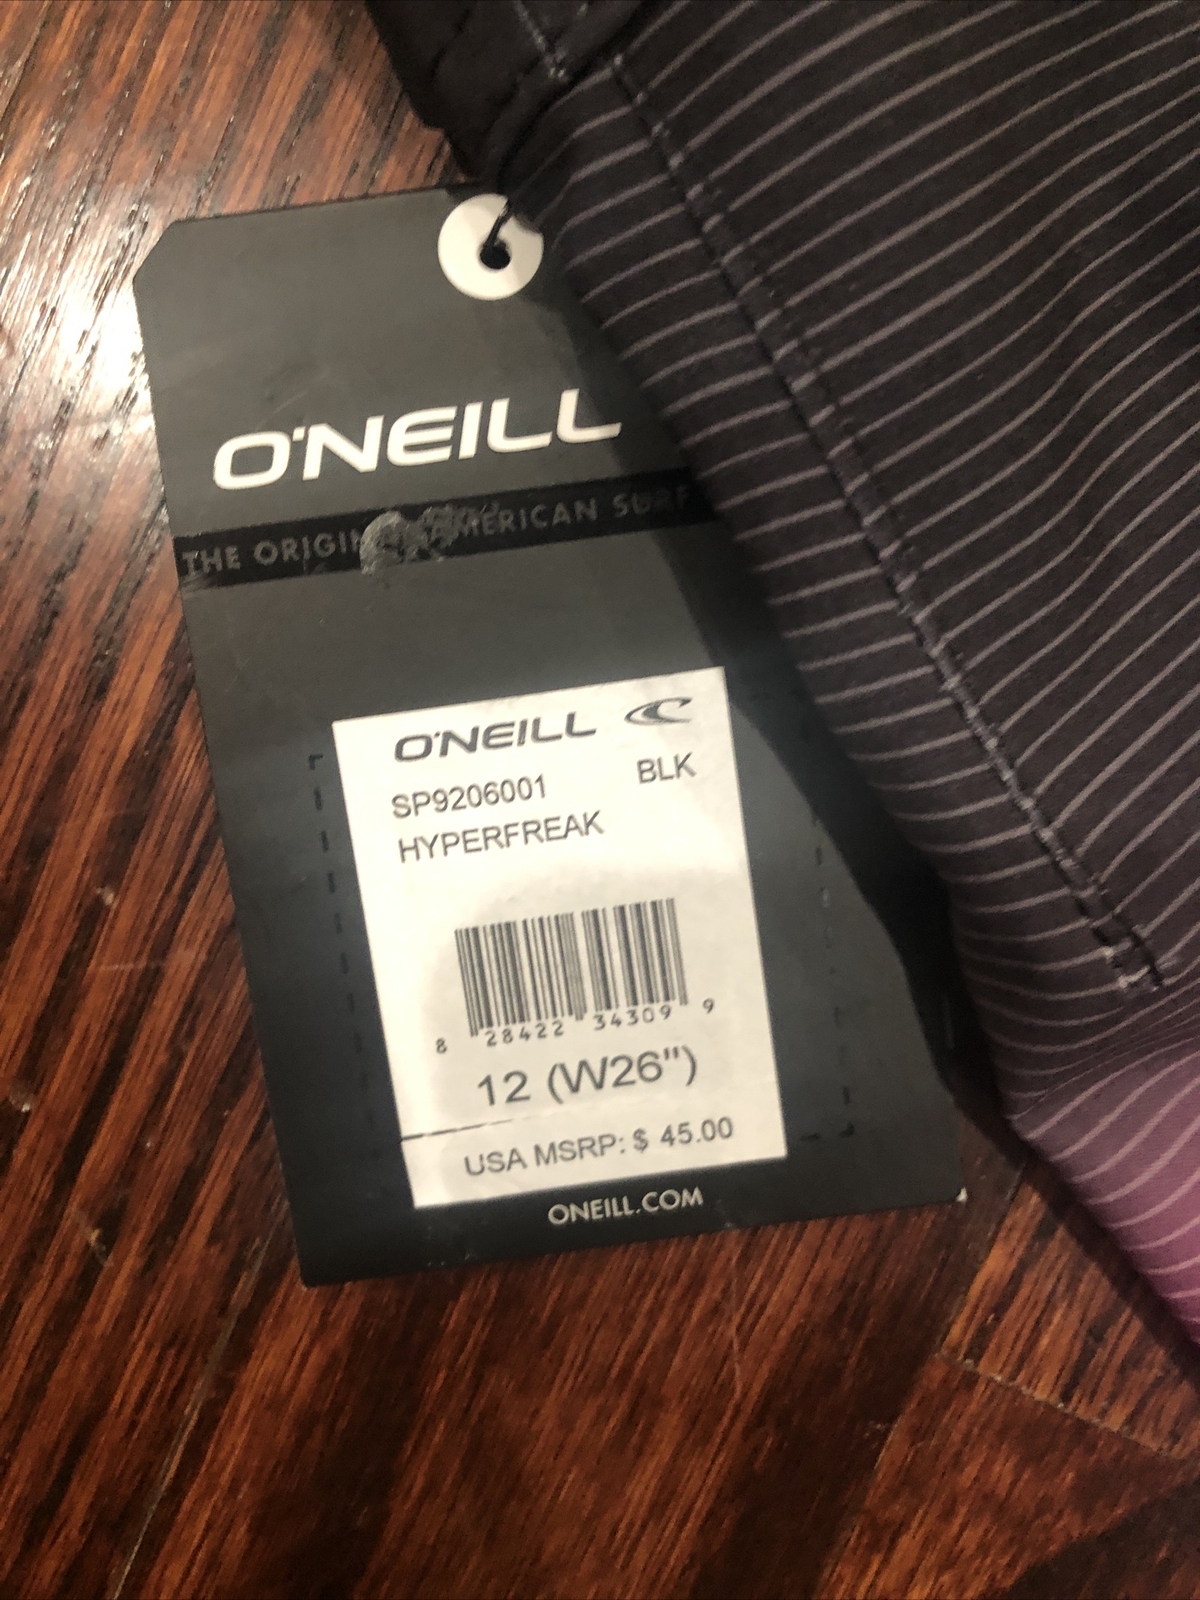 O'NEILL
THE ORIGIN AMERICAN SURF
O'NEILL
SP9206001 BLK
HYPERFREAK
8 28422 34309 9
12 (W26")
USA MSRP: $ 45.00
ONEILL.COM